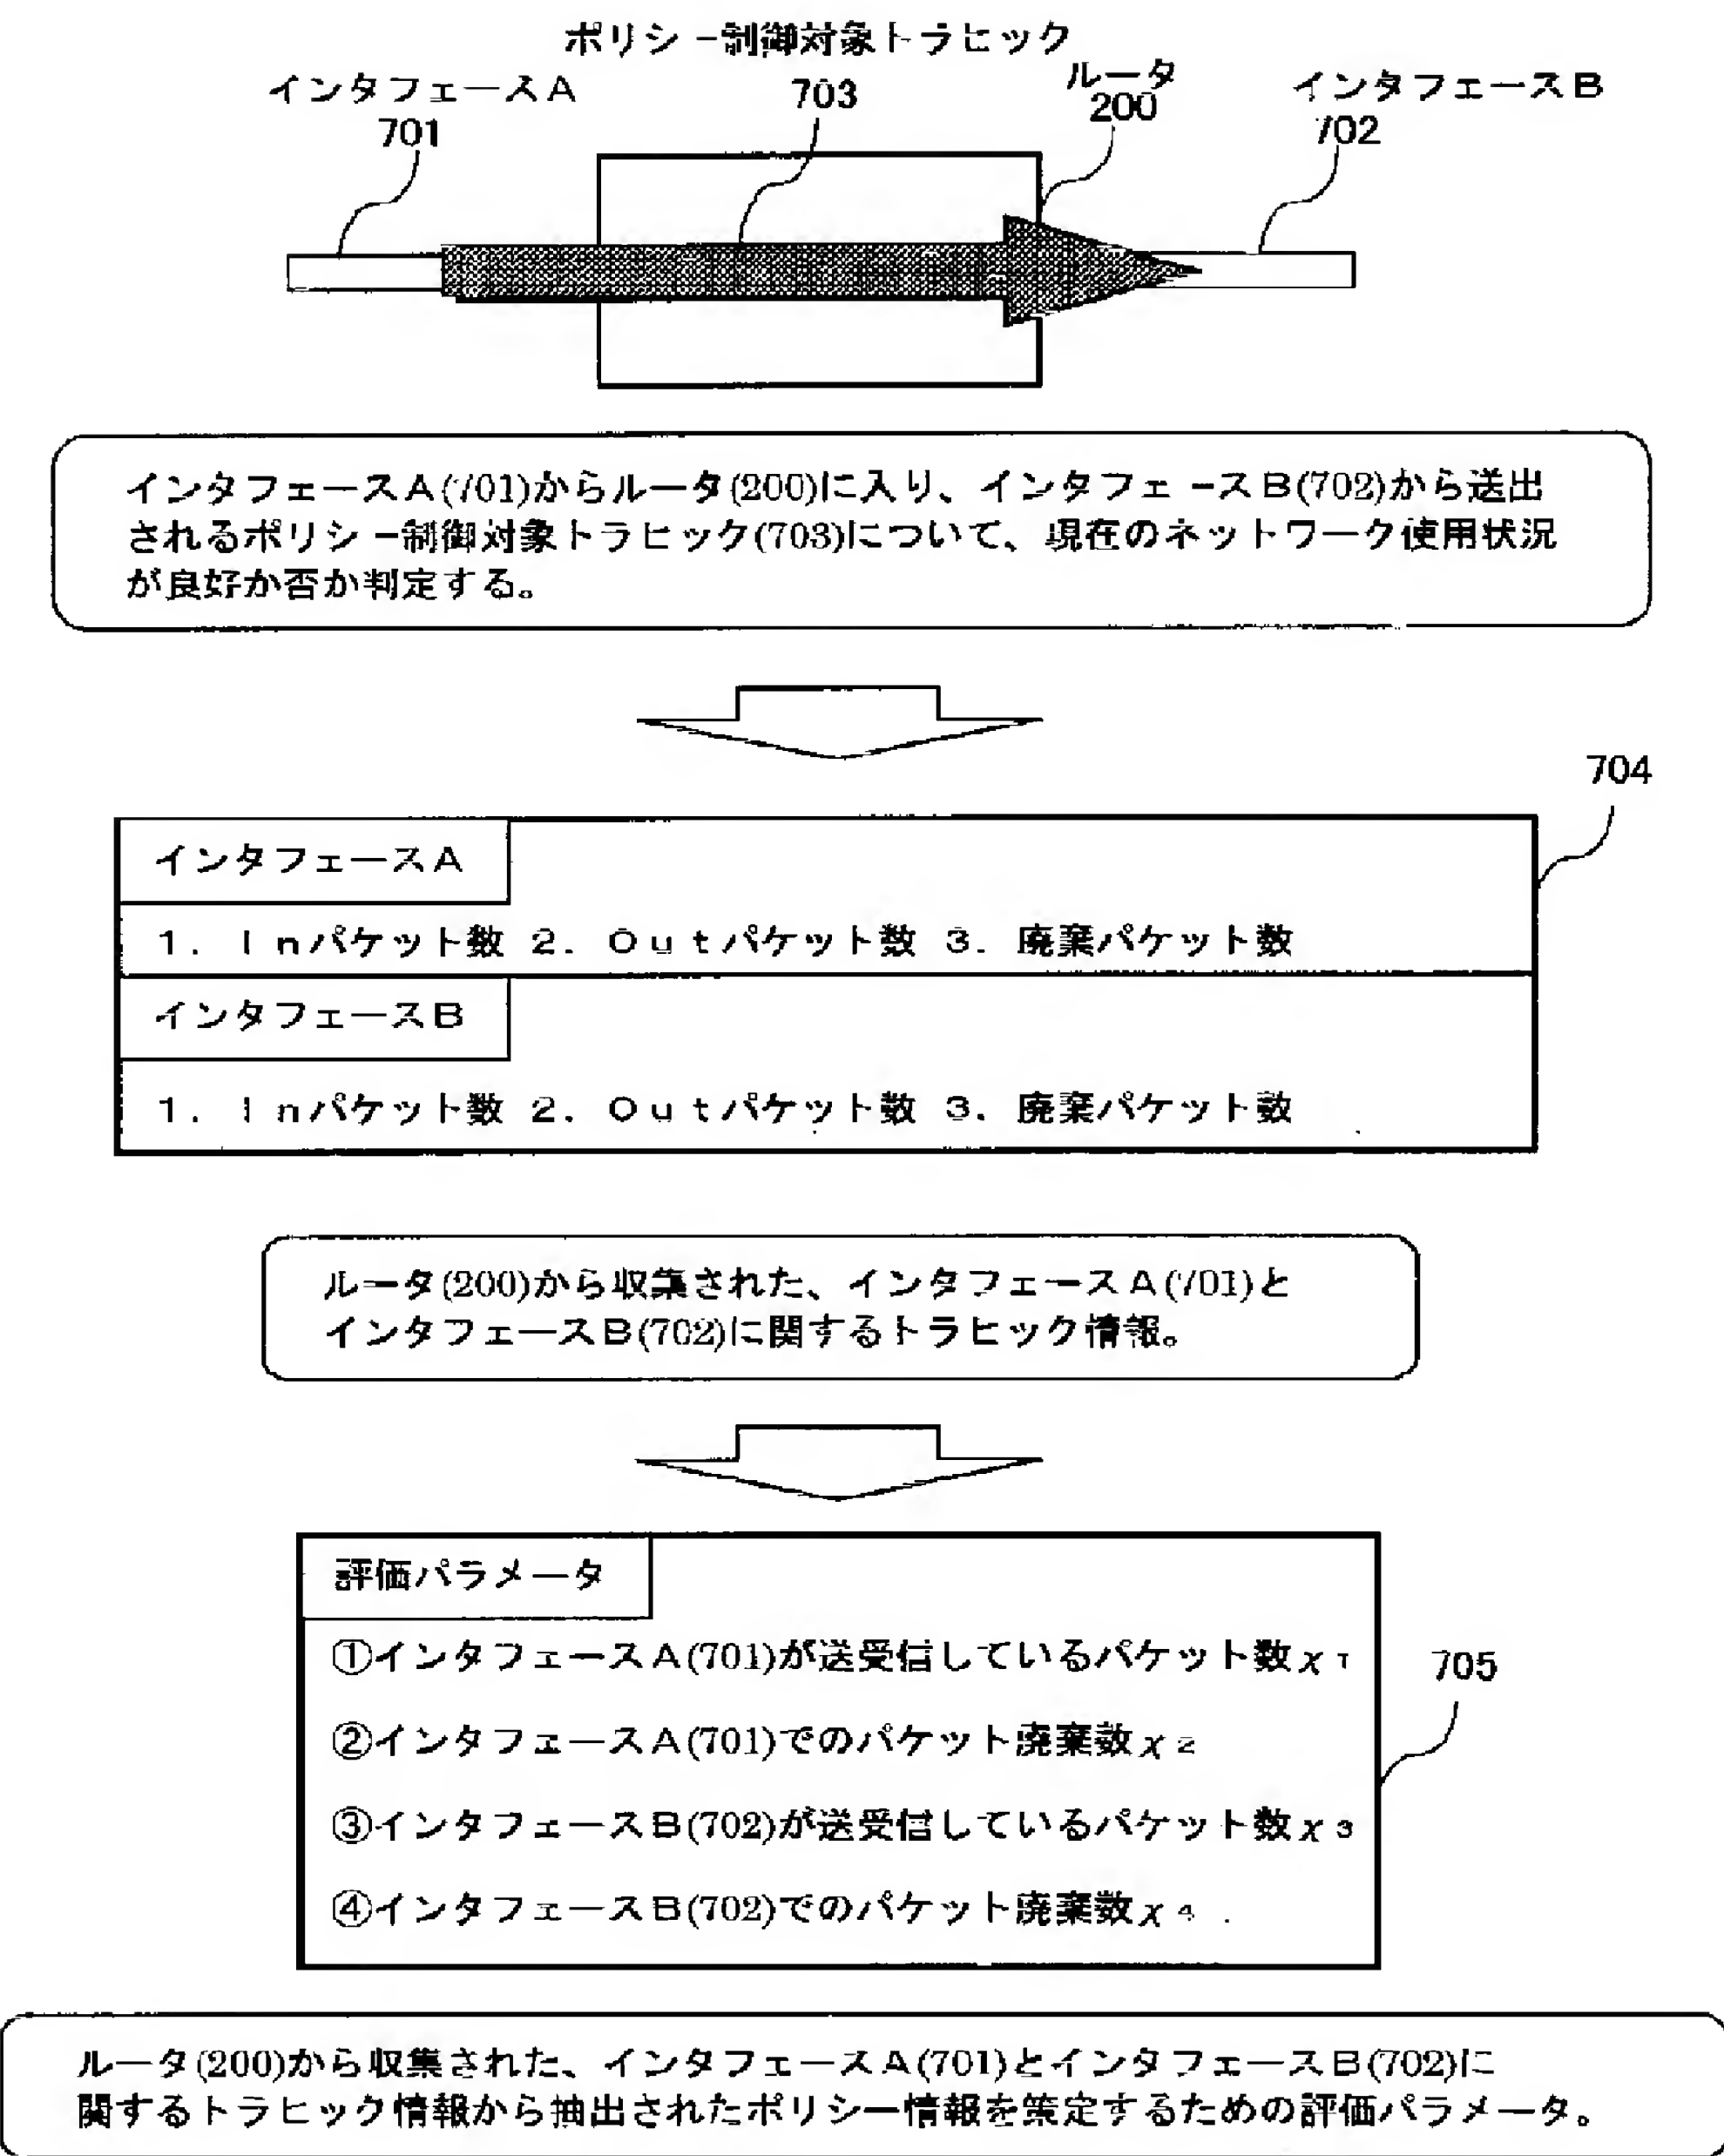 ポリシー制御対象トラヒック
インタフェースA
701
703
ルータ
200
インタフェースB
702
インタフェースA(701)からルータ(200)に入り、インタフェースB(702)から送出
されるポリシー制御対象トラヒック(703)について、現在のネットワーク使用状況
が良好か否か判定する。
704
インタフェースA
1. Inパケット数 2. Outパケット数 3. 廃棄パケット数
インタフェースB
1. Inパケット数 2. Outパケット数 3. 廃棄パケット数
ルータ(200)から収集された、インタフェースA(701)と
インタフェースB(702)に関するトラヒック情報。
評価パラメータ
①インタフェースA(701)が送受信しているパケット数χ1
②インタフェースA(701)でのパケット廃棄数χ2
③インタフェースB(702)が送受信しているパケット数χ3
④インタフェースB(702)でのパケット廃棄数χ4
705
ルータ(200)から収集された、インタフェースA(701)とインタフェースB(702)に
関するトラヒック情報から抽出されたポリシー情報を策定するための評価パラメータ。